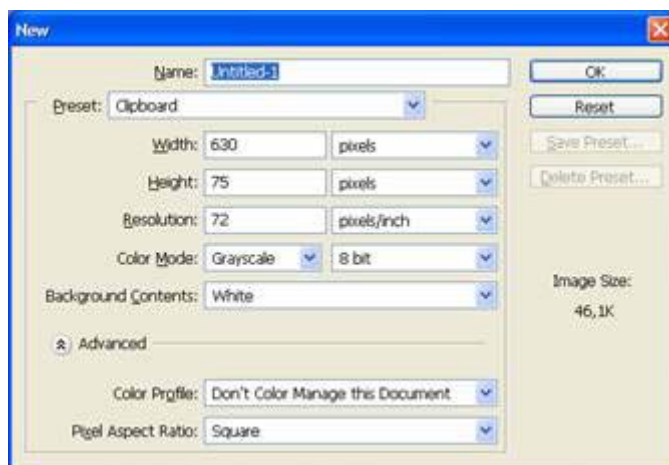 New
Name: Untitled-1
OK
Preset: Clipboard
Reset
Width: 630 pixels
Save Preset...
Height: 75 pixels
Delete Preset...
Resolution: 72 pixels/inch
Color Mode: Grayscale 8 bit
Background Contents: White
Image Size:
46,1K
Advanced
Color Profile: Don't Color Manage this Document
Pixel Aspect Ratio: Square